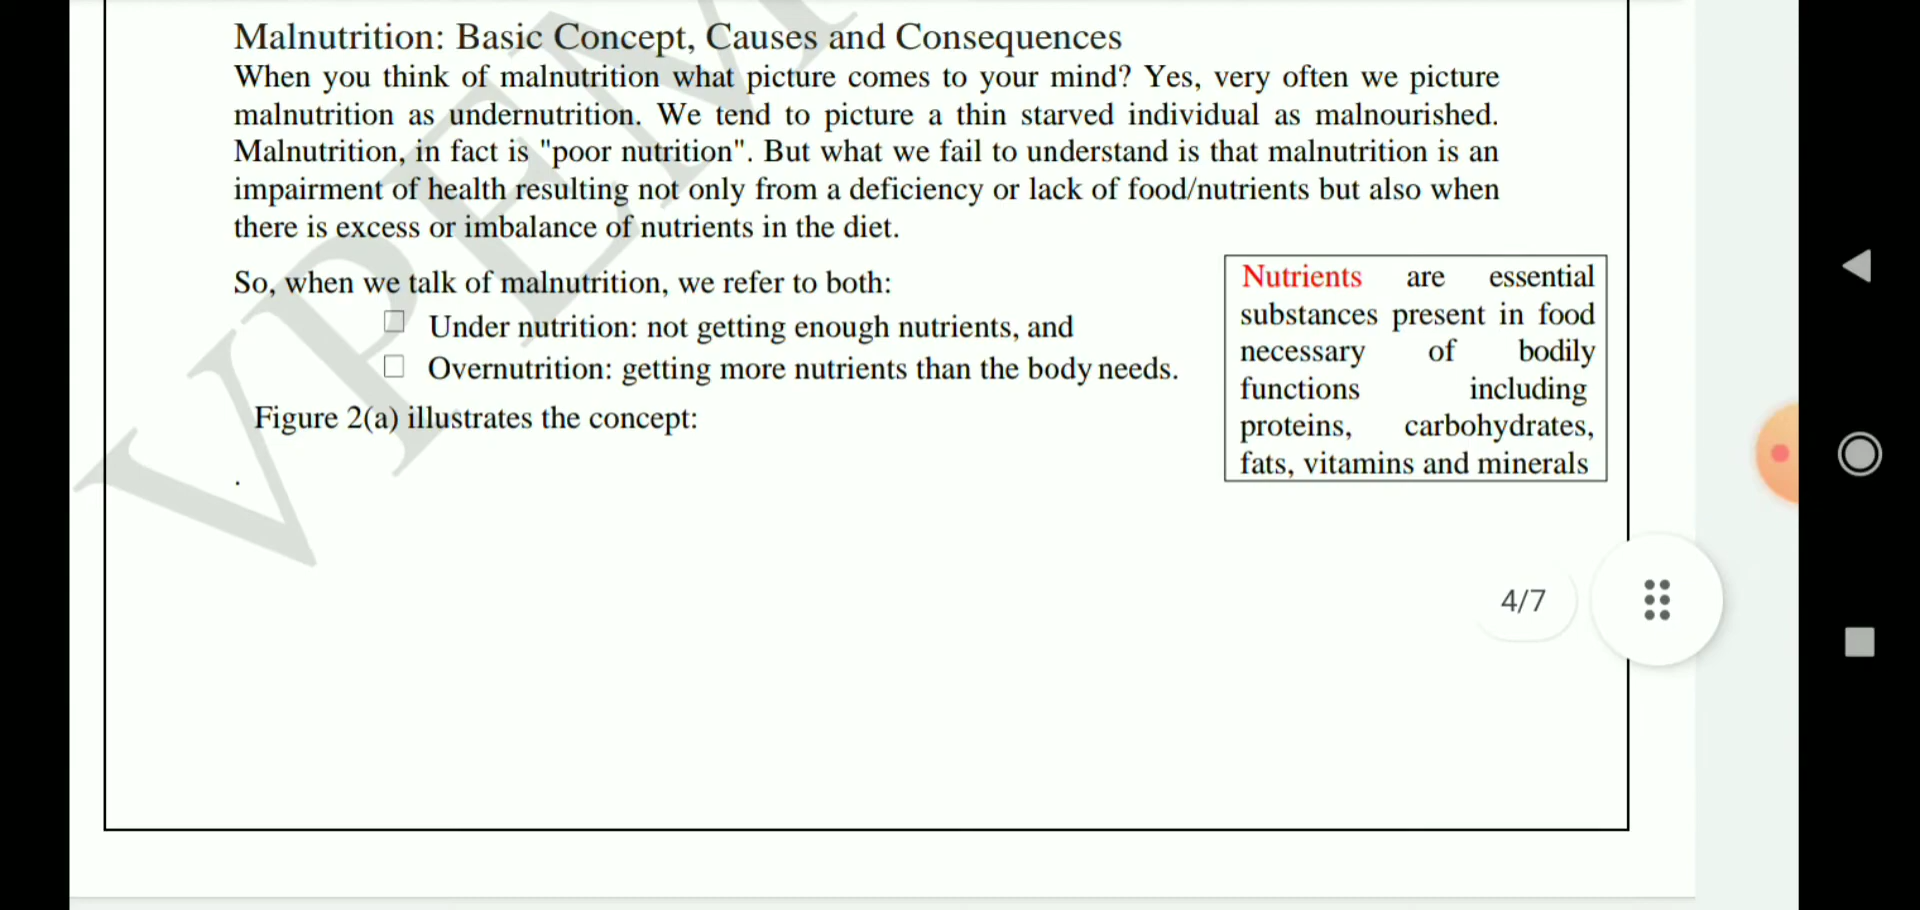 Malnutrition: Basic Concept, Causes and Consequences
When you think of malnutrition what picture comes to your mind? Yes, very often we picture
malnutrition as undernutrition. We tend to picture a thin starved individual as malnourished.
Malnutrition, in fact is "poor nutrition". But what we fail to understand is that malnutrition is an
impairment of health resulting not only from a deficiency or lack of food/nutrients but also when
there is excess or imbalance of nutrients in the diet.
So, when we talk of malnutrition, we refer to both:
Under nutrition: not getting enough nutrients, and
Overnutrition: getting more nutrients than the body needs.
Figure 2(a) illustrates the concept:
.
Nutrients are essential
substances present in food
necessary of bodily
functions including
proteins, carbohydrates,
fats, vitamins and minerals
4/7
VPEM